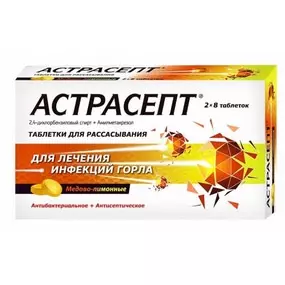 АСТРАСЕПТ®
2×8 таблеток
2,4-дихлорбензиловый спирт + Амилметакрезол
ТАБЛЕТКИ ДЛЯ РАССАСЫВАНИЯ
ДЛЯ ЛЕЧЕНИЯ
ИНФЕКЦИИ ГОРЛА
Медово-лимонные
Антибактериальное + Антисептическое